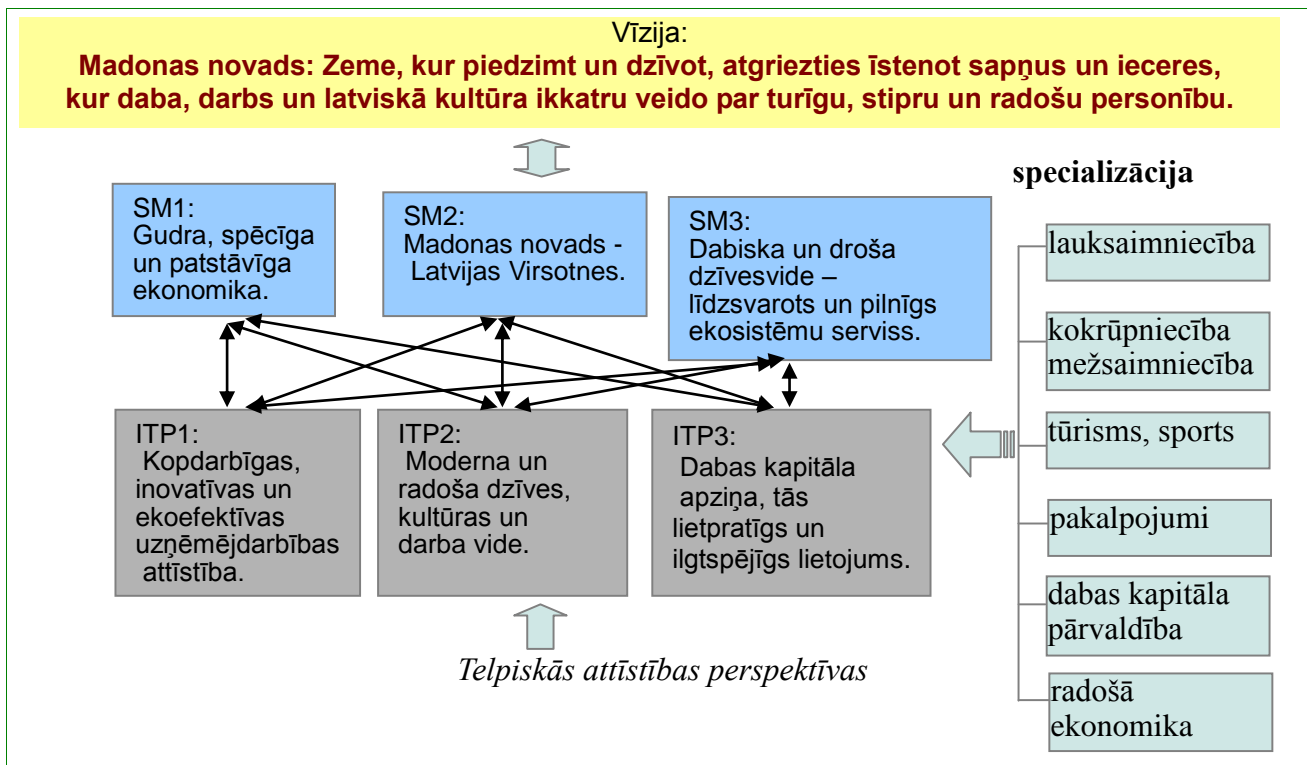 Vīzija:
Madonas novads: Zeme, kur piedzimt un dzīvot, atgriezties īstenot sapņus un ieceres,
kur daba, darbs un latviskā kultūra ikkatru veido par turīgu, stipru un radošu personību.
SM1:
Gudra, spēcīga
un patstāvīga
ekonomika.
SM2:
Madonas novads -
Latvijas Virsotnes.
SM3:
Dabiska un droša
dzīvesvide –
līdzsvarots un pilnīgs
ekosistēmu serviss.
ITP1:
Kopdarbīgas,
inovatīvas un
ekoefektīvas
uzņēmējdarbības
attīstība.
ITP2:
Moderna un
radoša dzīves,
kultūras un
darba vide.
ITP3:
Dabas kapitāla
apziņa, tās
lietpratīgs un
ilgtspējīgs lietojums.
Telpiskās attīstības perspektīvas
specializācija
lauksaimniecība
kokrūpniecība
mežsaimniecība
tūrisms, sports
pakalpojumi
dabas kapitāla
pārvaldība
radošā
ekonomika